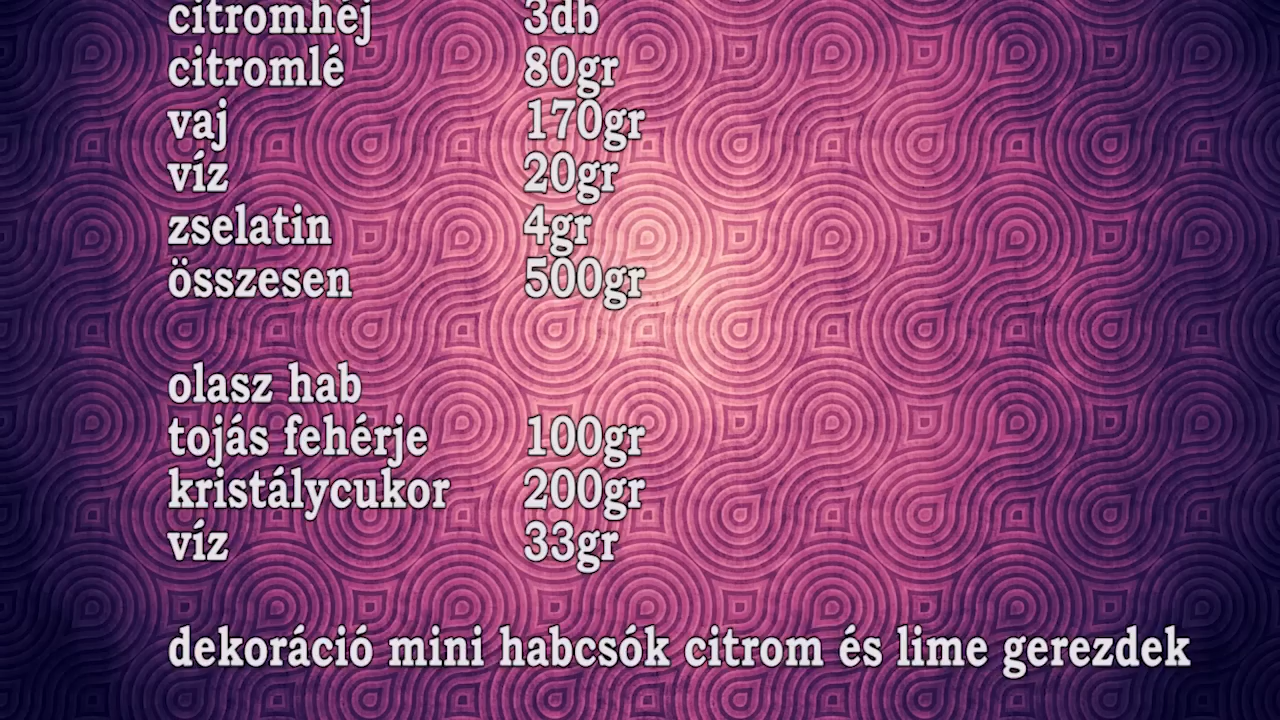 citromhéj 3db
citromlé 80gr
vaj 170gr
víz 20gr
zselatin 4gr
összesen 500gr
olasz hab
tojás fehérje 100gr
kristálycukor 200gr
víz 33gr
dekoráció mini habcsók citrom és lime gerezdek